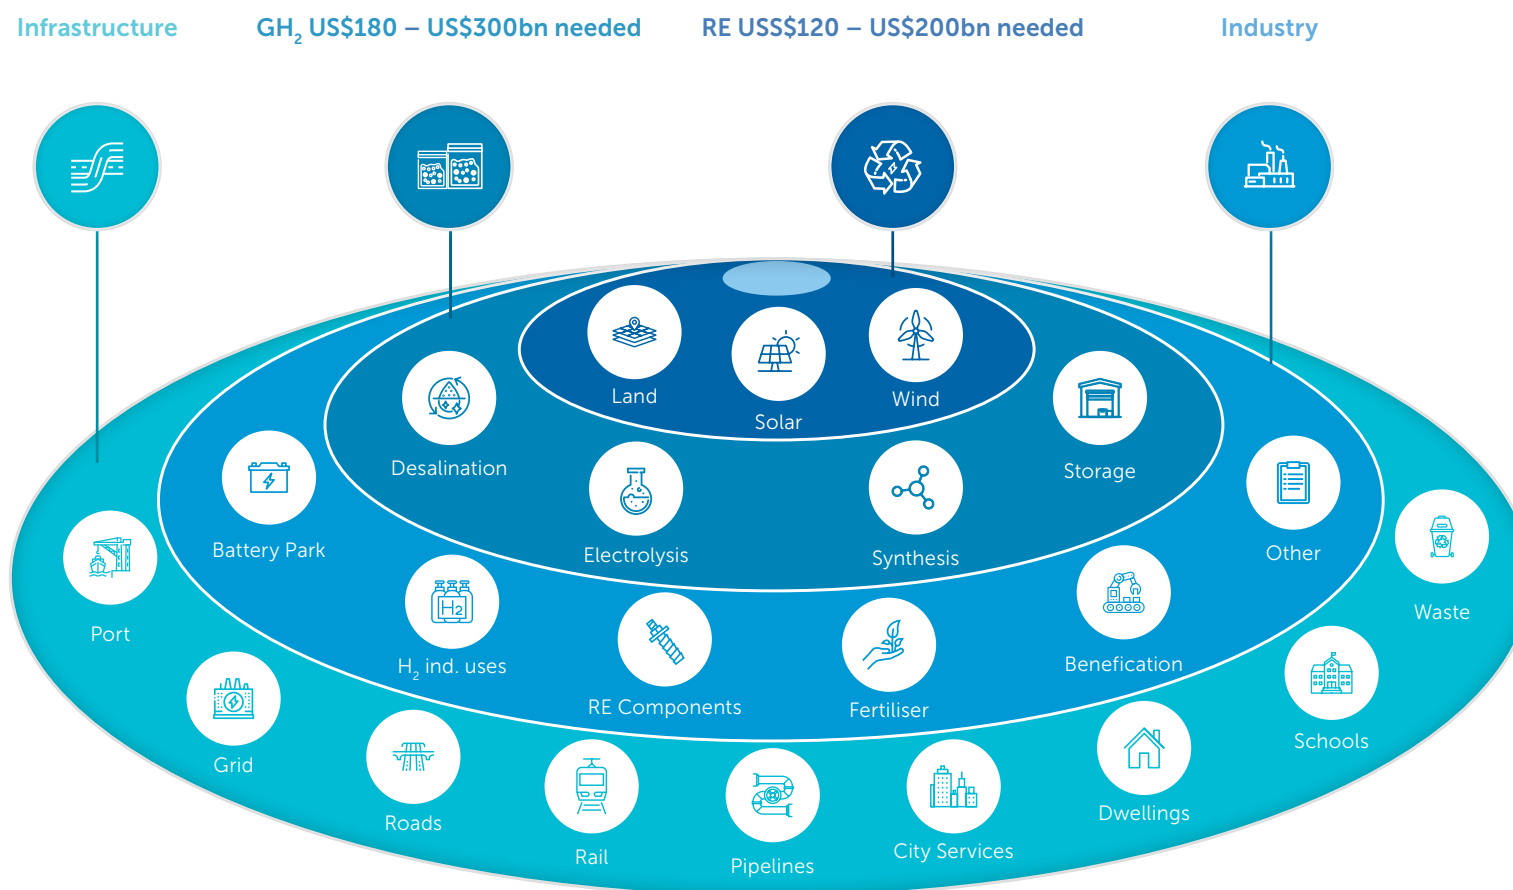 Infrastructure
GH₂ US$180 – US$300bn needed
RE USS$120 – US$200bn needed
Industry
Land
Solar
Wind
Desalination
Electrolysis
Synthesis
Storage
Battery Park
H₂ ind. uses
H₂
RE Components
Fertiliser
Benefication
Other
Port
Grid
Roads
Rail
Pipelines
City Services
Dwellings
Schools
Waste